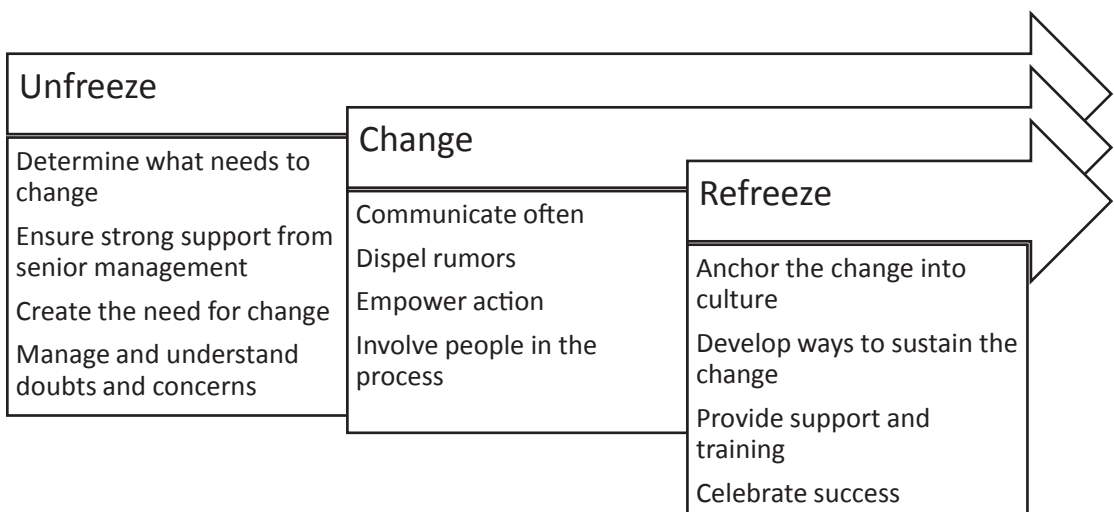 Unfreeze
Determine what needs to
change
Ensure strong support from
senior management
Create the need for change
Manage and understand
doubts and concerns
Change
Communicate often
Dispel rumors
Empower action
Involve people in the
process
Refreeze
Anchor the change into
culture
Develop ways to sustain the
change
Provide support and
training
Celebrate success